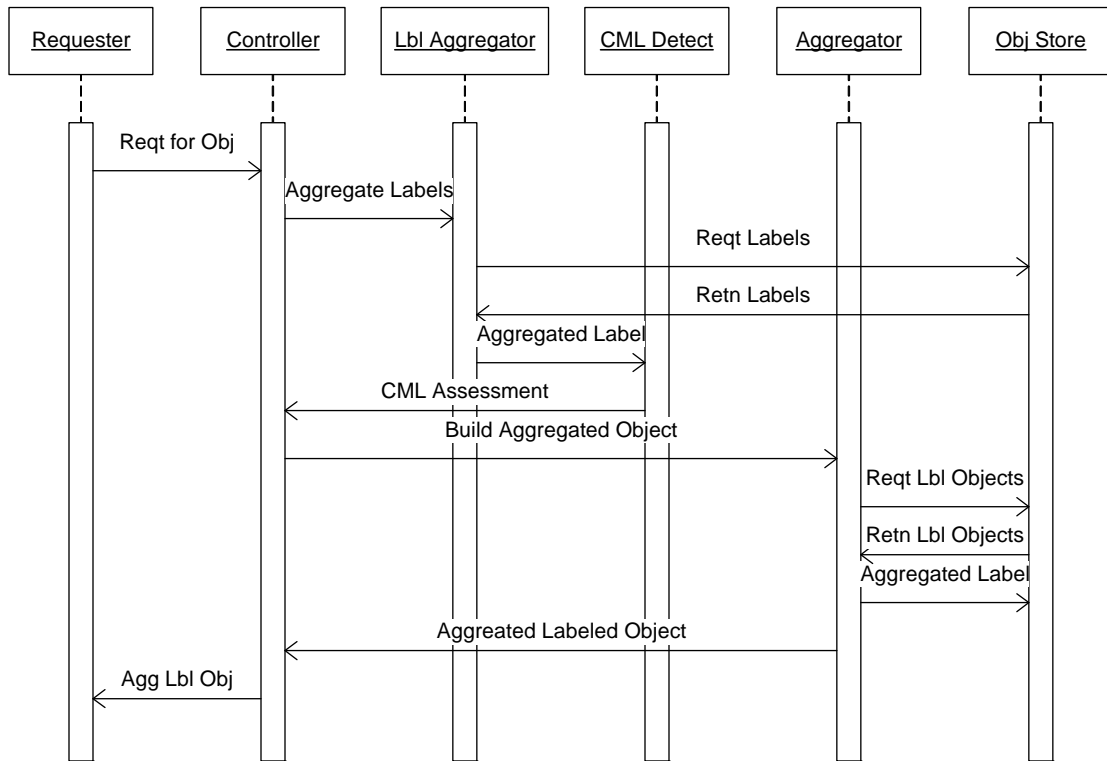 Requester
Controller
Lbl Aggregator
CML Detect
Aggregator
Obj Store
Reqt for Obj
Aggregate Labels
Reqt Labels
Retn Labels
Aggregated Label
CML Assessment
Build Aggregated Object
Reqt Lbl Objects
Retn Lbl Objects
Aggregated Label
Aggreated Labeled Object
Agg Lbl Obj